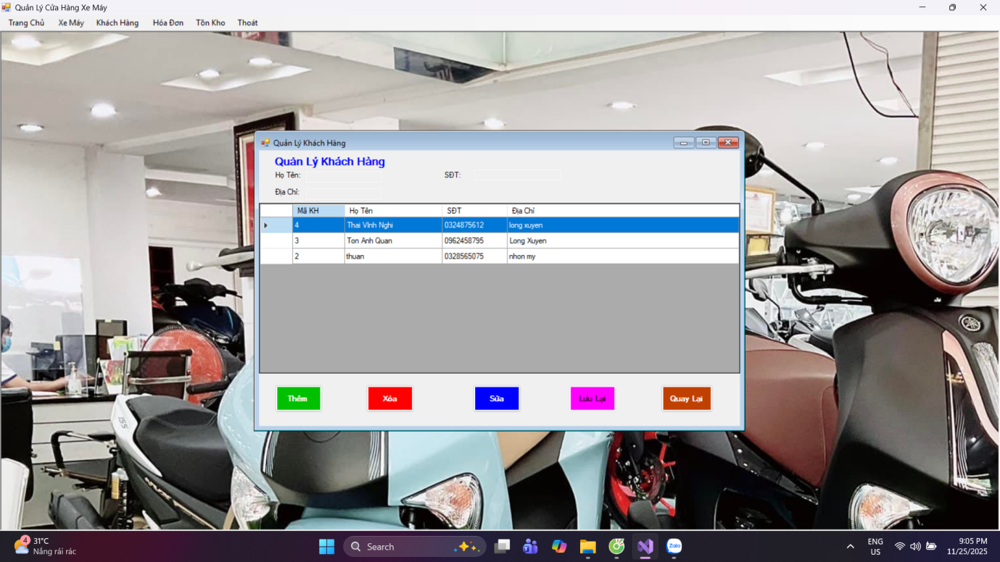 Quản Lý Cửa Hàng Xe Máy
Trang Chủ Xe Máy Khách Hàng Hóa Đơn Tồn Kho Thoát
Quản Lý Khách Hàng
Quản Lý Khách Hàng
Họ Tên: SĐT:
Địa Chỉ:
Mã KH Họ Tên SĐT Địa Chỉ
4 Thai VInh Nghi 0324875612 long xuyen
3 Ton Anh Quan 0962458795 Long Xuyen
2 thuan 0328565075 nhon my
Thêm Xóa Sửa Lưu Lại Quay Lại
155
4 31°C
Nắng rải rác
Search
Zalo
ENG
US
9:05 PM
11/25/2025